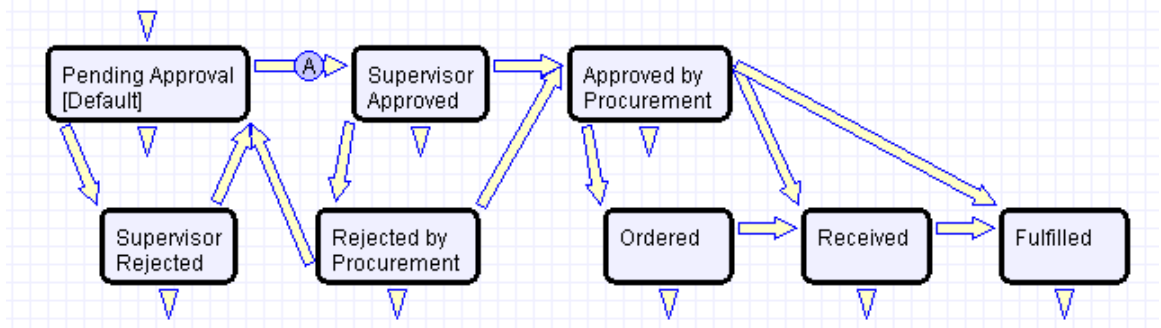 Pending Approval
[Default]
A
Supervisor
Approved
Approved by
Procurement
Supervisor
Rejected
Rejected by
Procurement
Ordered
Received
Fulfilled